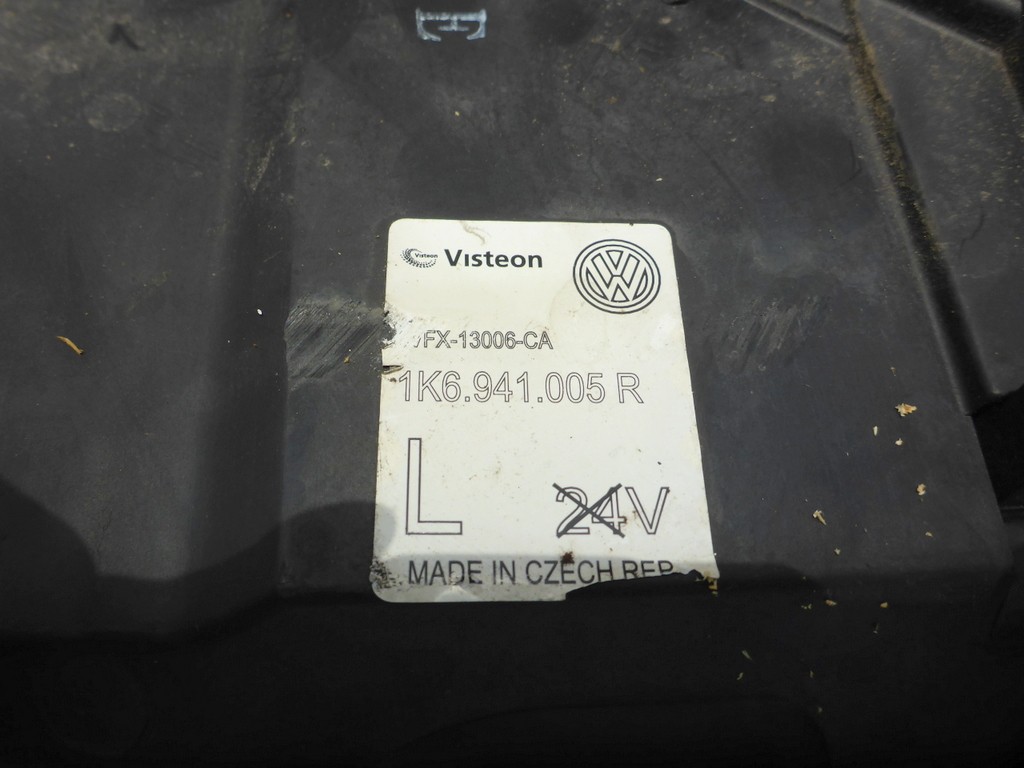 Visteon Visteon
FX-13006-CA
1K6.941.005 R
L 24V
MADE IN CZECH REP